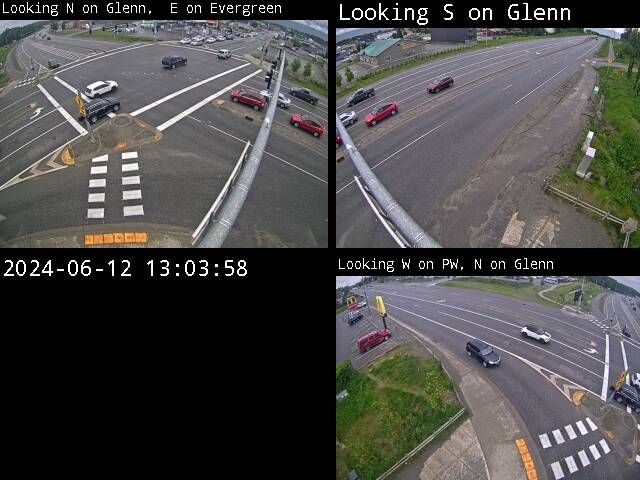 Looking N on Glenn,  E on Evergreen
Looking S on Glenn
2024-06-12 13:03:58
Looking W on PW, N on Glenn